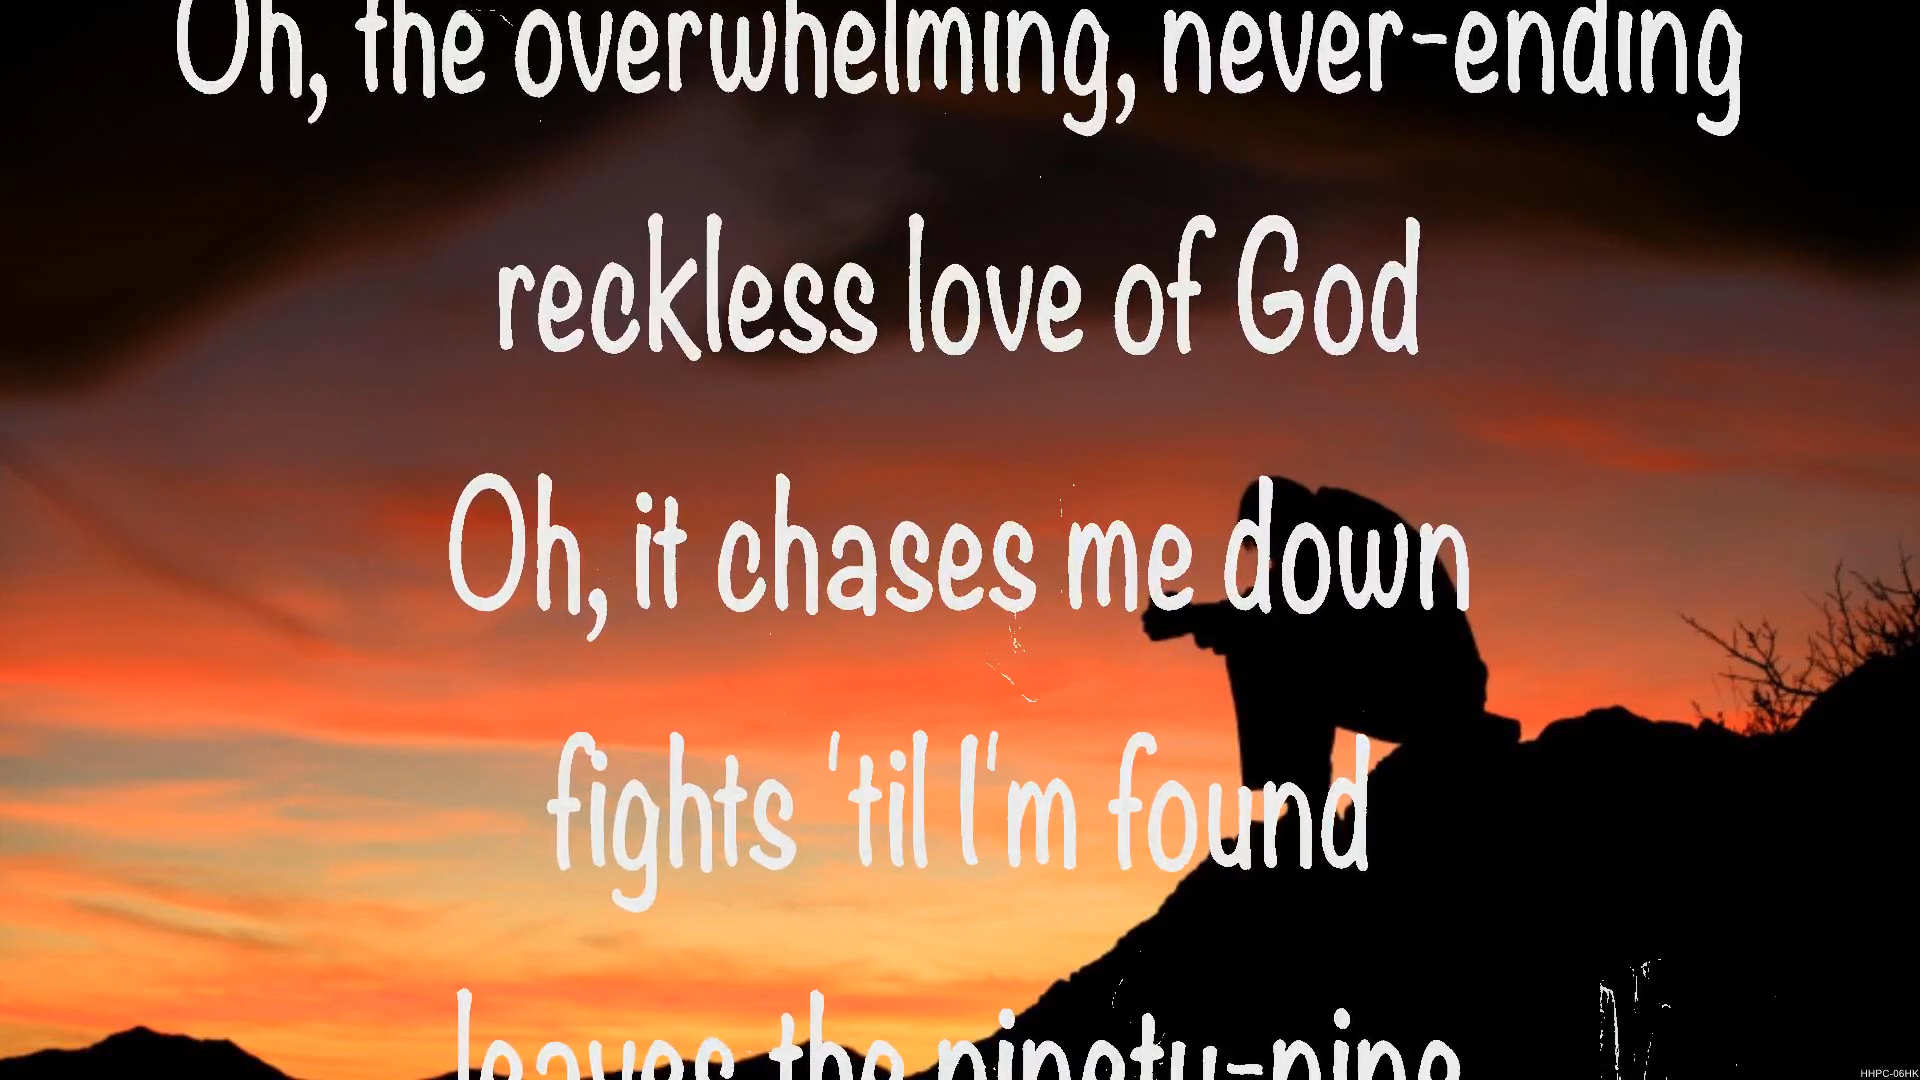 Oh, the overwhelming, never-ending
reckless love of God
Oh, it chases me down
fights 'til I'm found
leaves the ninety-nine
HHPC-06HK